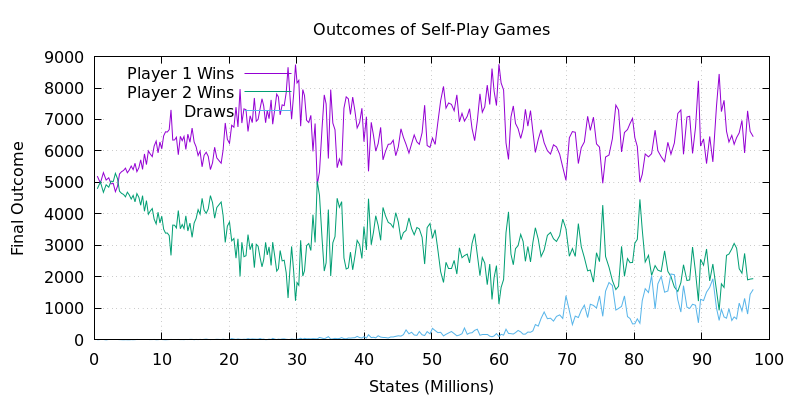 Outcomes of Self-Play Games
9000
8000
7000
6000
5000
4000
3000
2000
1000
0
Final Outcome
Player 1 Wins
Player 2 Wins
Draws
0 10 20 30 40 50 60 70 80 90 100
States (Millions)